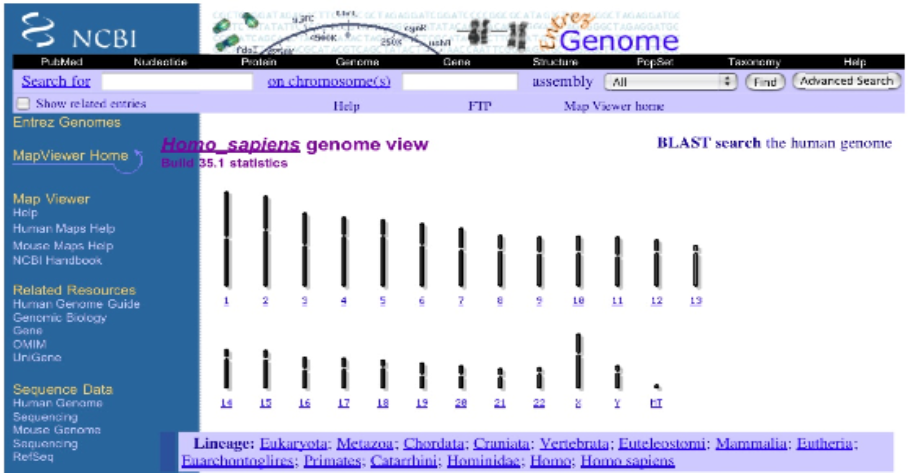 NCBI
Entrez
Genome
PubMed Nucleotide Protein Genome Gene Structure PopSet Taxonomy Help
Search for on chromosome(s) assembly All Find Advanced Search
Show related entries Help FTP Map Viewer home
Entrez Genomes
MapViewer Home
Homo_sapiens genome view
Build 35.1 statistics
BLAST search the human genome
Map Viewer
Help
Human Maps Help
Mouse Maps Help
NCBI Handbook
Related Resources
Human Genome Guide
Genomic Biology
Gene
OMIM
UniGene
Sequence Data
Human Genome
Sequencing
Mouse Genome
Sequencing
RefSeq
1 2 3 4 5 6 7 8 9 10 11 12 13
14 15 16 17 18 19 20 21 22 X Y MT
Lineage: Eukaryota; Metazoa; Chordata; Craniata; Vertebrata; Euteleostomi; Mammalia; Eutheria;
Euarchontoglires; Primates; Catarrhini; Hominidae; Homo; Homo sapiens